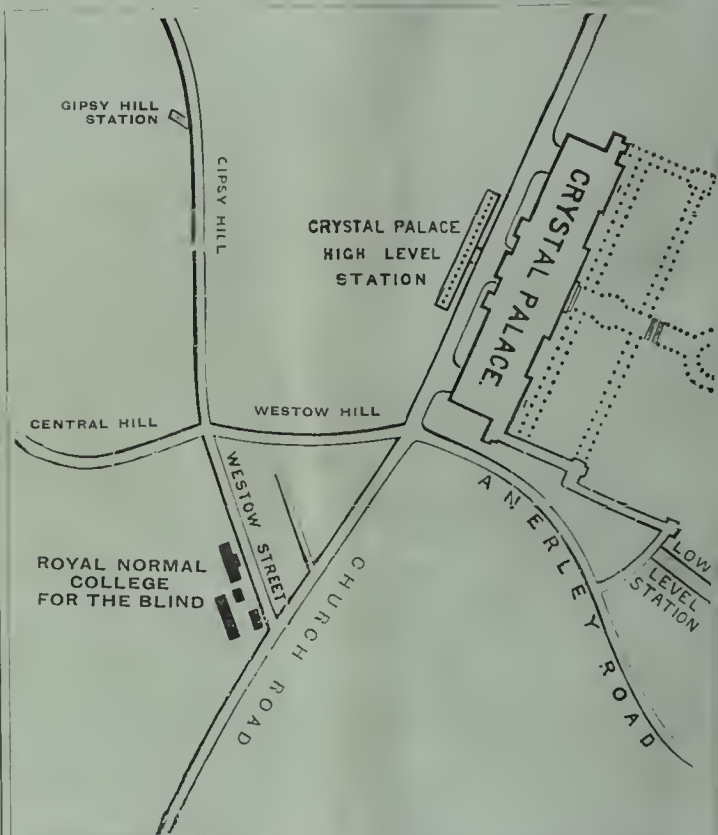 GIPSY HILL
STATION
GIPSY HILL
CRYSTAL PALACE
HIGH LEVEL
STATION
CRYSTAL PALACE.
CENTRAL HILL
WESTOW HILL
WESTOW STREET
ROYAL NORMAL
COLLEGE
FOR THE BLIND
CHURCH ROAD
ANERLEY ROAD
LOW
LEVEL
STATION